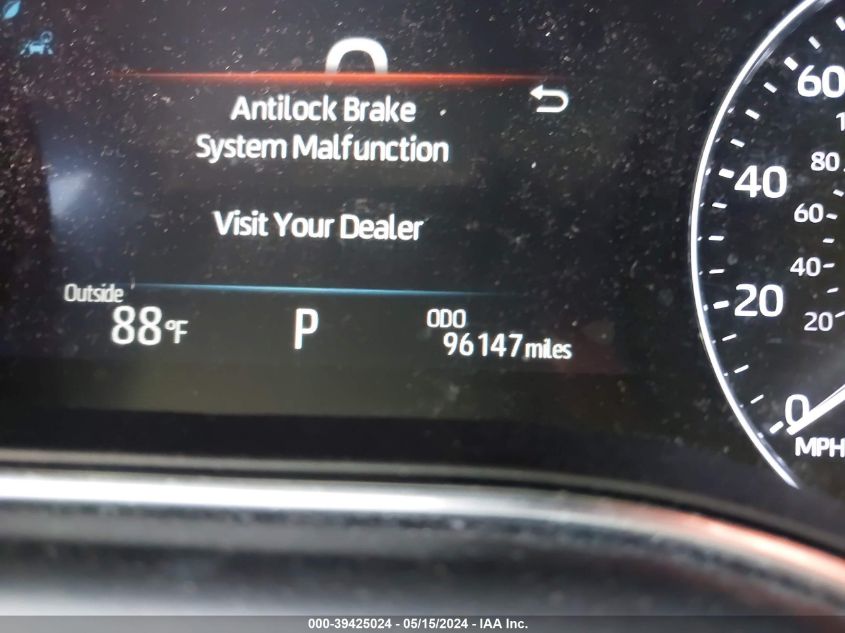 0
Antilock Brake
System Malfunction
Visit Your Dealer
Outside
88°F
P
ODO
96147 miles
60
80
40
60
40
20
20
0
MPH
000-39425024 - 05/15/2024 - IAA Inc.